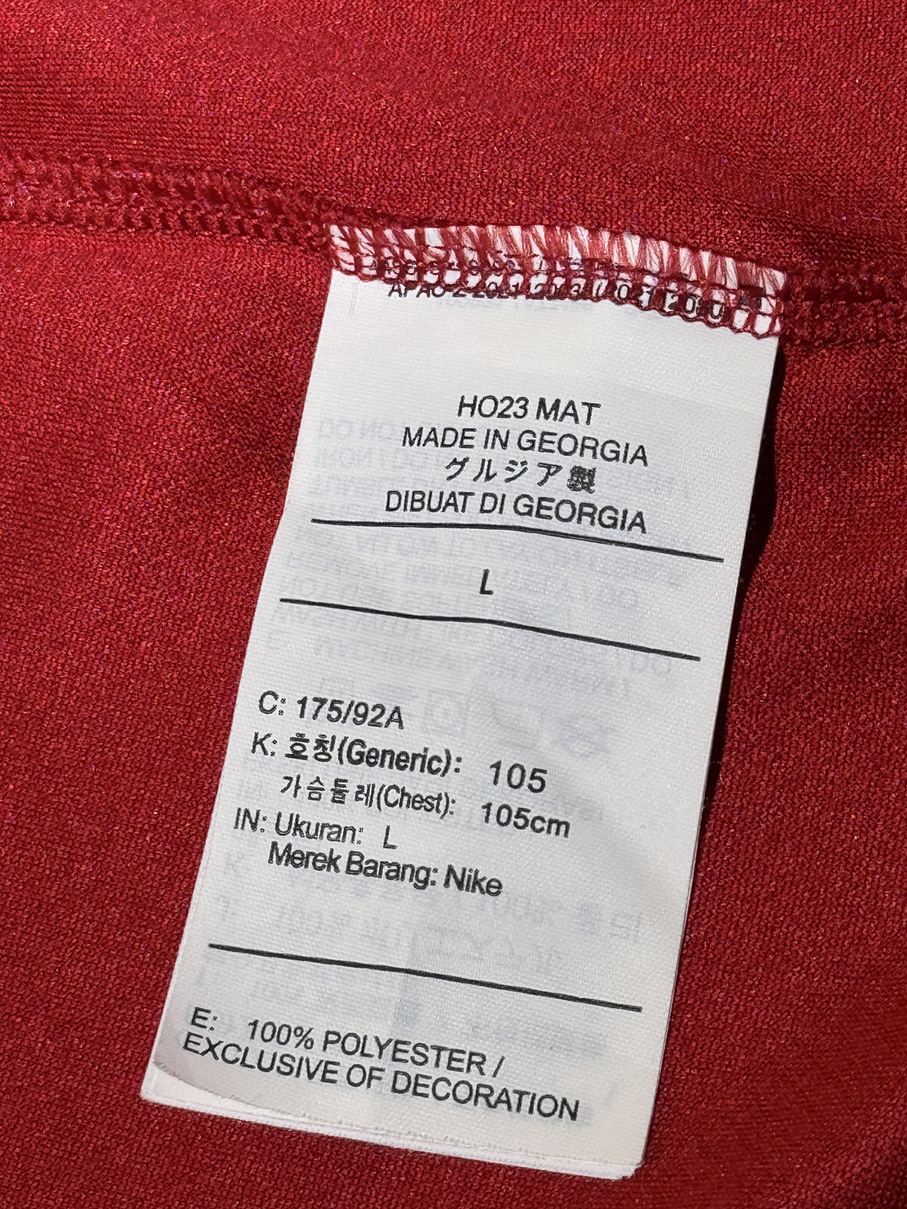 HO23 MAT
MADE IN GEORGIA
グルジア製
DIBUAT DI GEORGIA
L
C: 175/92A
K: 호칭(Generic): 105
가슴둘레(Chest): 105cm
IN: Ukuran: L
Merek Barang: Nike
E: 100% POLYESTER /
EXCLUSIVE OF DECORATION